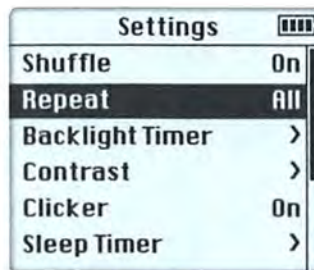 Settings
Shuffle On
Repeat All
Backlight Timer >
Contrast >
Clicker On
Sleep Timer >